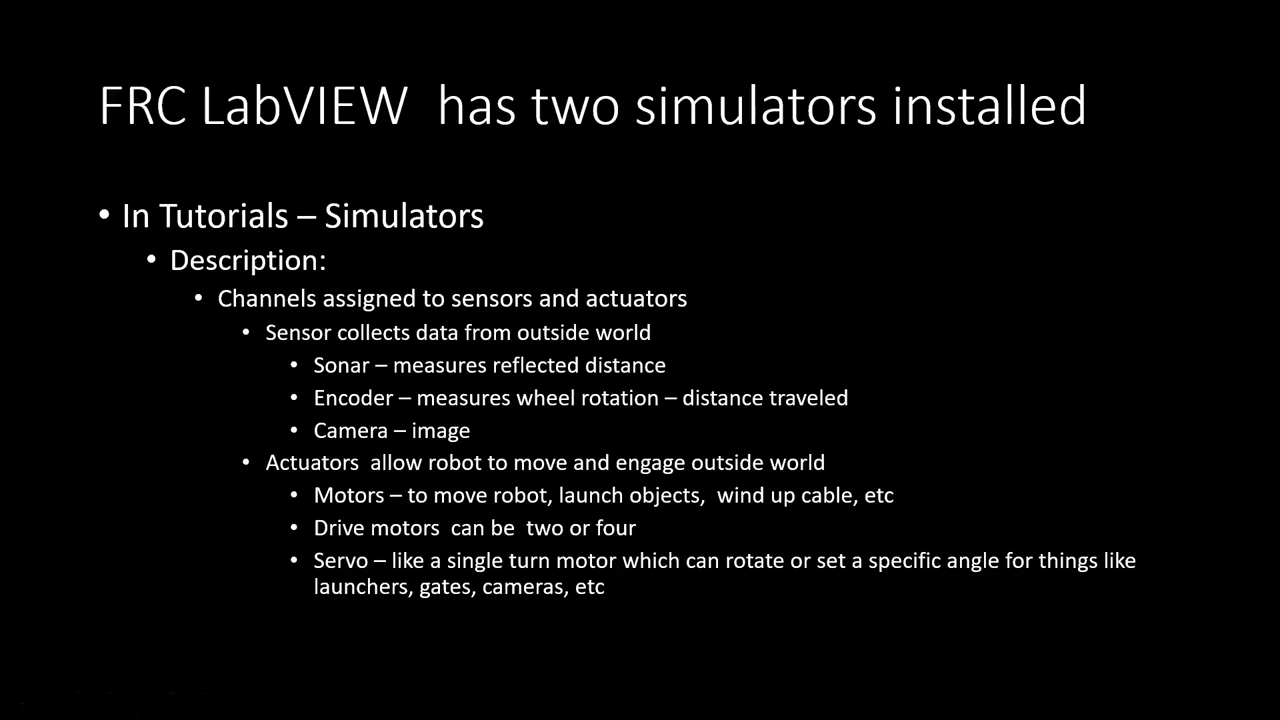 FRC LabVIEW  has two simulators installed
• In Tutorials – Simulators
• Description:
• Channels assigned to sensors and actuators
• Sensor collects data from outside world
• Sonar – measures reflected distance
• Encoder – measures wheel rotation – distance traveled
• Camera – image
• Actuators  allow robot to move and engage outside world
• Motors – to move robot, launch objects,  wind up cable, etc
• Drive motors  can be  two or four
• Servo – like a single turn motor which can rotate or set a specific angle for things like
launchers, gates, cameras, etc